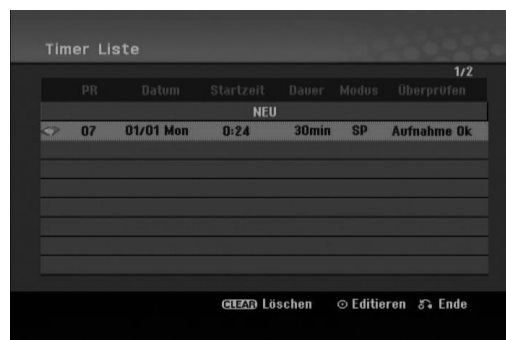 Timer Liste
1/2
PR Datum Startzeit Dauer Modus Überprüfen
NEU
07 01/01 Mon 0:24 30min SP Aufnahme Ok
CLEAR Löschen ⊙ Editieren Ende